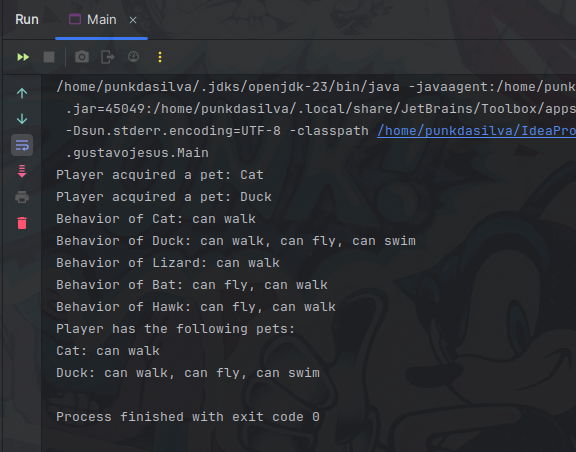 Run
Main
/home/punkdasilva/.jdks/openjdk-23/bin/java -javaagent:/home/punk
.jar=45049:/home/punkdasilva/.local/share/JetBrains/Toolbox/apps
-Dsun.stderr.encoding=UTF-8 -classpath /home/punkdasilva/IdeaPro
.gustavojesus.Main
Player acquired a pet: Cat
Player acquired a pet: Duck
Behavior of Cat: can walk
Behavior of Duck: can walk, can fly, can swim
Behavior of Lizard: can walk
Behavior of Bat: can fly, can walk
Behavior of Hawk: can fly, can walk
Player has the following pets:
Cat: can walk
Duck: can walk, can fly, can swim
Process finished with exit code 0